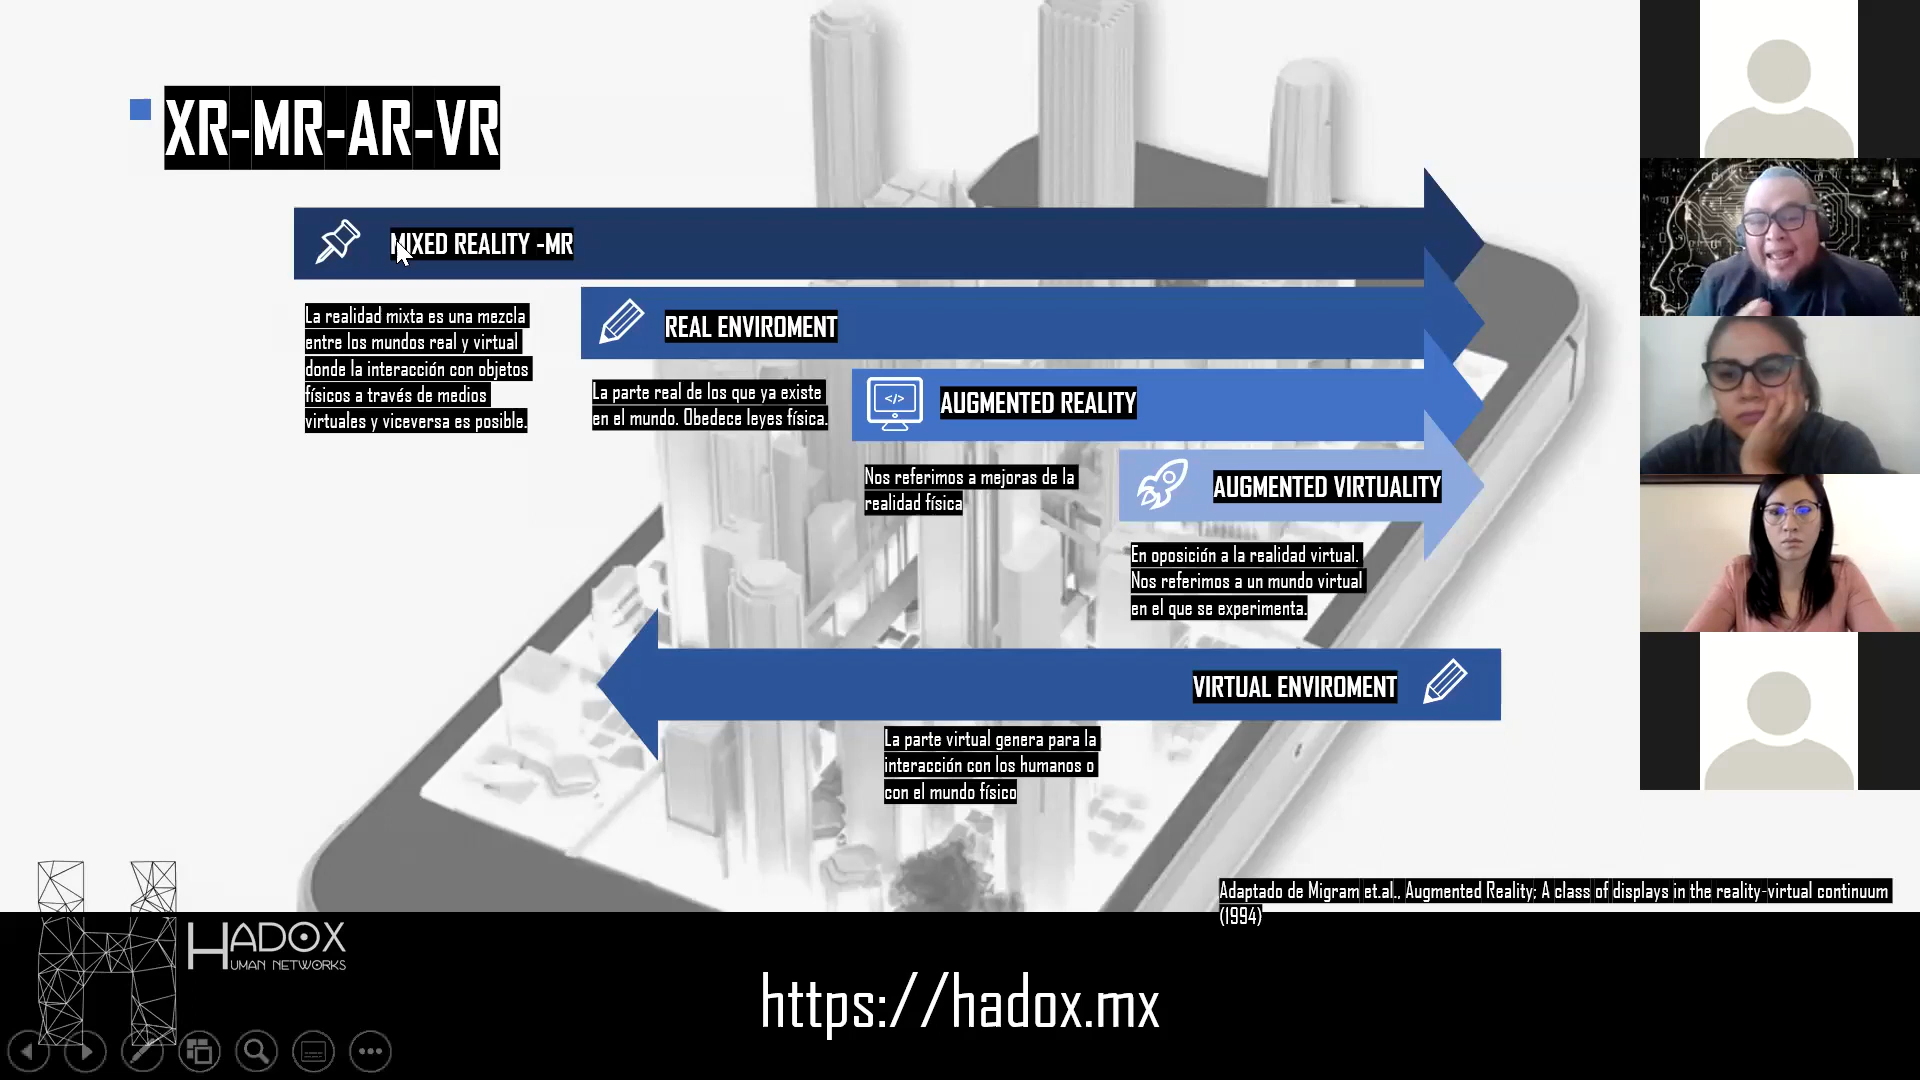 XR-MR-AR-VR
MIXED REALITY -MR
La realidad mixta es una mezcla
entre los mundos real y virtual
donde la interacción con objetos
físicos a través de medios
virtuales y viceversa es posible.
REAL ENVIROMENT
La parte real de los que ya existe
en el mundo. Obedece leyes física.
</>
AUGMENTED REALITY
Nos referimos a mejoras de la
realidad física
AUGMENTED VIRTUALITY
En oposición a la realidad virtual.
Nos referimos a un mundo virtual
en el que se experimenta.
VIRTUAL ENVIROMENT
La parte virtual genera para la
interacción con los humanos o
con el mundo físico
Adaptado de Migram et.al., Augmented Reality; A class of displays in the reality-virtual continuum
(1994)
HADOX
HUMAN NETWORKS
https://hadox.mx